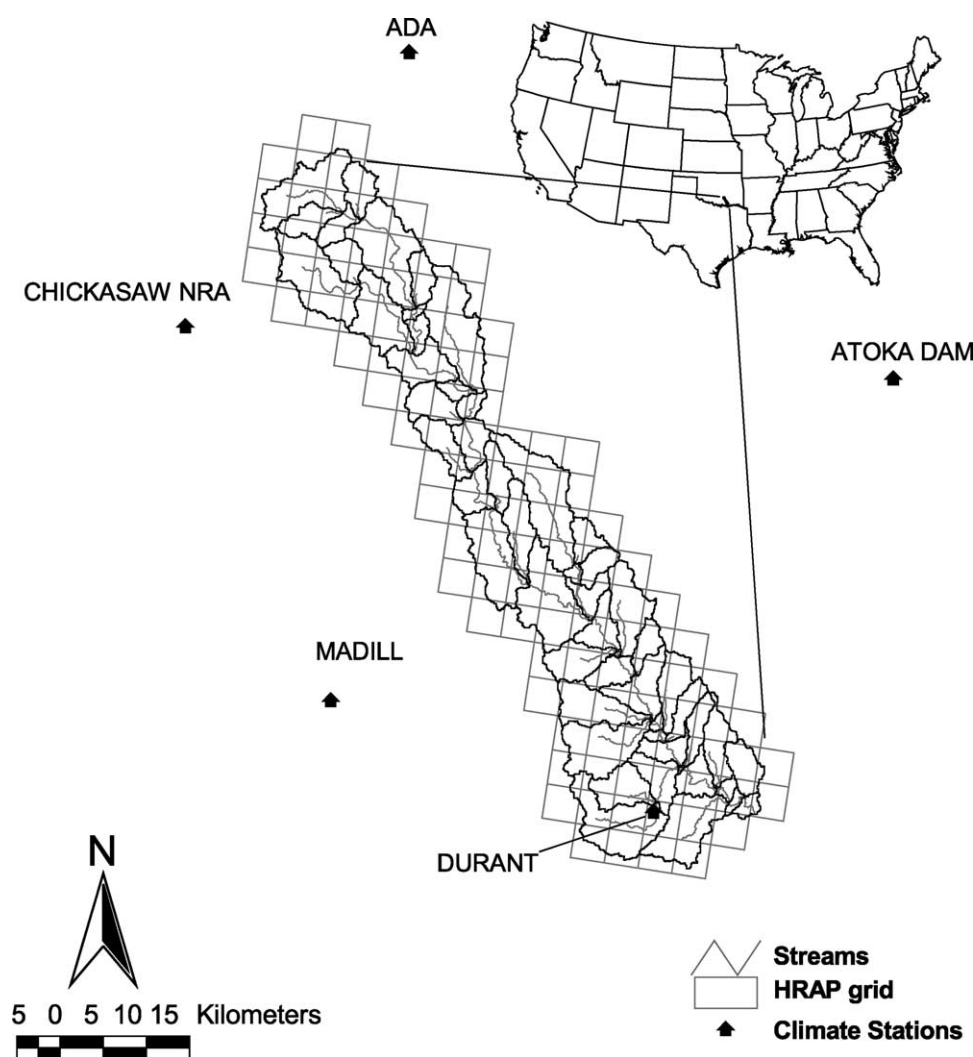 ADA
CHICKASAW NRA
ATOKA DAM
MADILL
DURANT
N
5 0 5 10 15 Kilometers
Streams
HRAP grid
Climate Stations